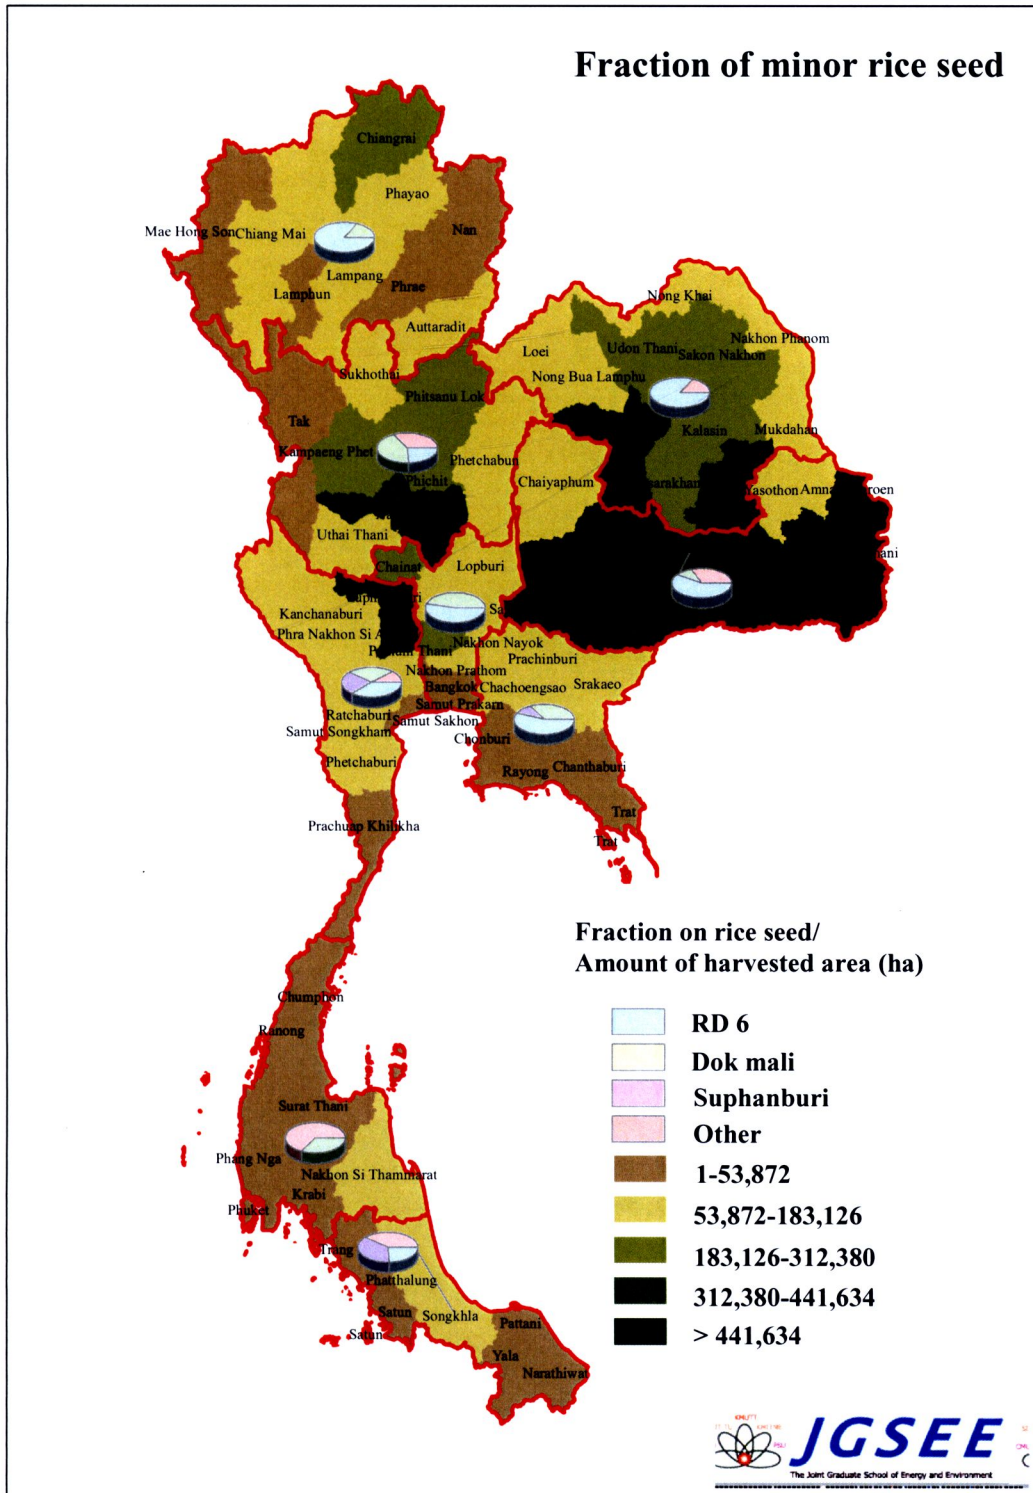 Fraction of minor rice seed
Chiangrai
Phayao
Nan
Mae Hong Son
Chiang Mai
Lampang
Lamphun
Phrae
Auttaradit
Nong Khai
Nakhon Phanom
Udon Thani
Sakon Nakhon
Loei
Nong Bua Lamphu
Sukhothai
Phitsanu Lok
Tak
Kalasin
Mukdahan
Kampaeng Phet
Phetchabun
Phichit
Chaiyaphum
Yasothon
Uthai Thani
Chainat
Lopburi
Kanchanaburi
Phra Nakhon Si A
Thani
Nakhon Nayok
Prachinburi
Nakhon Prathom
Bangkok
Chachoengsao
Srakaeo
Samut Prakarn
Ratchaburi
Samut Sakhon
Samut Songkham
Chonburi
Phetchaburi
Rayong
Chanthaburi
Trat
Trat
Prachuap Khirikha
Chumphon
Ranong
Surat Thani
Phang Nga
Nakhon Si Thammarat
Krabi
Phuket
Trang
Phatthalung
Satun
Satun
Songkhla
Pattani
Yala
Narathiwat
Fraction on rice seed/
Amount of harvested area (ha)
RD 6
Dok mali
Suphanburi
Other
1-53,872
53,872-183,126
183,126-312,380
312,380-441,634
> 441,634
JGSEE
The Joint Graduate School of Energy and Environment